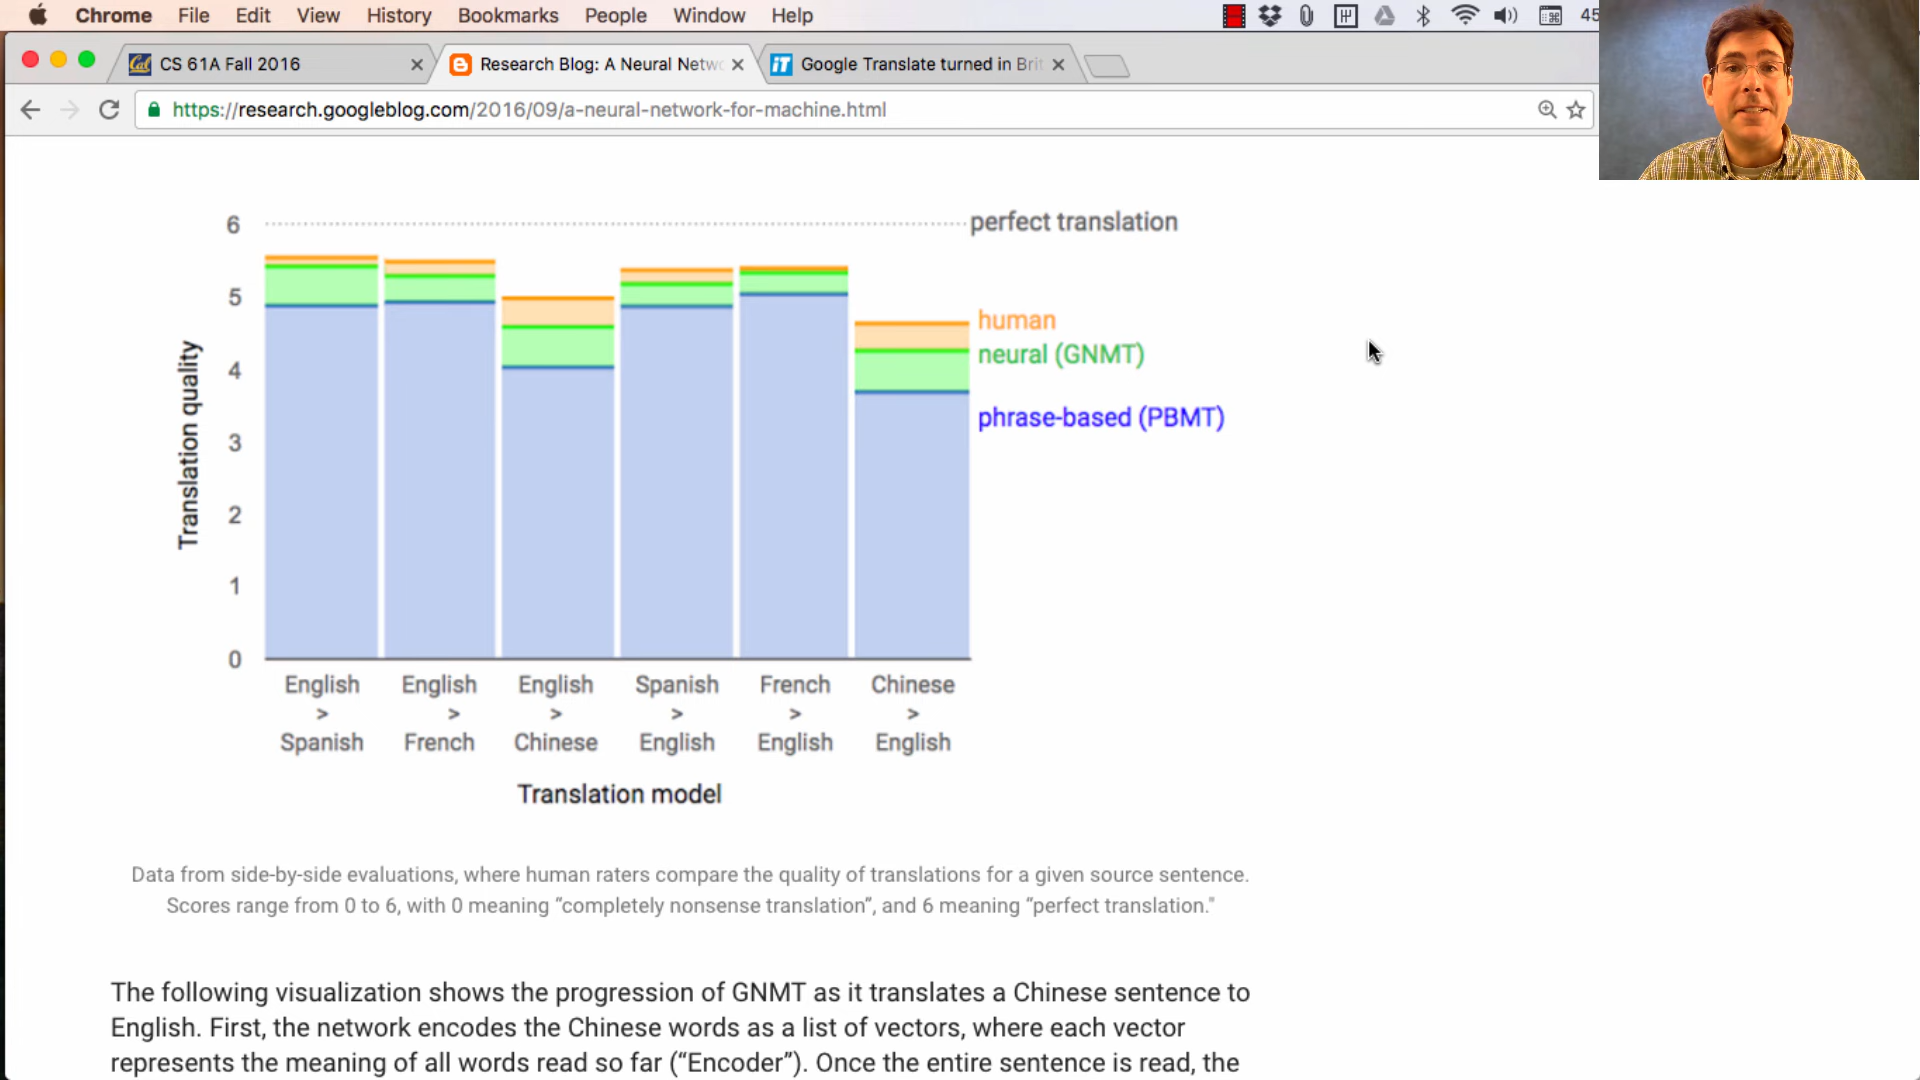 Chrome File Edit View History Bookmarks People Window Help 45
CS 61A Fall 2016
Research Blog: A Neural Netw
Google Translate turned in Brit
https://research.googleblog.com/2016/09/a-neural-network-for-machine.html
6
5
4
3
2
1
0
Translation quality
perfect translation
human
neural (GNMT)
phrase-based (PBMT)
English > Spanish
English > French
English > Chinese
Spanish > English
French > English
Chinese > English
Translation model
Data from side-by-side evaluations, where human raters compare the quality of translations for a given source sentence.
Scores range from 0 to 6, with 0 meaning “completely nonsense translation”, and 6 meaning “perfect translation."
The following visualization shows the progression of GNMT as it translates a Chinese sentence to
English. First, the network encodes the Chinese words as a list of vectors, where each vector
represents the meaning of all words read so far (“Encoder”). Once the entire sentence is read, the